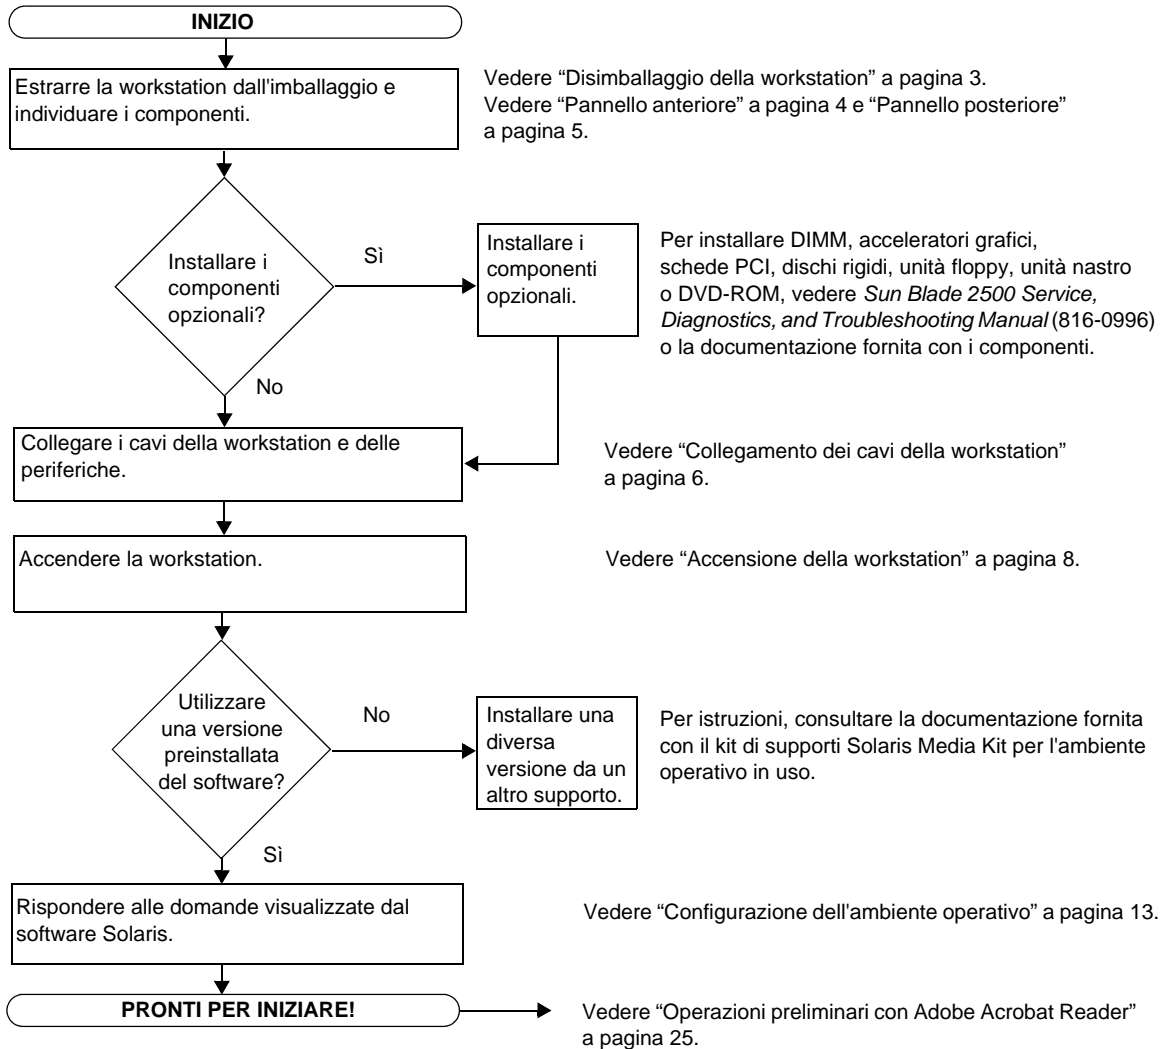 INIZIO
Estrarre la workstation dall'imballaggio e
individuare i componenti.
Vedere “Disimballaggio della workstation” a pagina 3.
Vedere “Pannello anteriore” a pagina 4 e “Pannello posteriore”
a pagina 5.
Installare i
componenti
opzionali?
Sì
Installare i
componenti
opzionali.
Per installare DIMM, acceleratori grafici,
schede PCI, dischi rigidi, unità floppy, unità nastro
o DVD-ROM, vedere Sun Blade 2500 Service,
Diagnostics, and Troubleshooting Manual (816-0996)
o la documentazione fornita con i componenti.
No
Collegare i cavi della workstation e delle
periferiche.
Vedere “Collegamento dei cavi della workstation”
a pagina 6.
Accendere la workstation.
Vedere “Accensione della workstation” a pagina 8.
Utilizzare
una versione
preinstallata
del software?
No
Installare una
diversa
versione da un
altro supporto.
Per istruzioni, consultare la documentazione fornita
con il kit di supporti Solaris Media Kit per l'ambiente
operativo in uso.
Sì
Rispondere alle domande visualizzate dal
software Solaris.
Vedere “Configurazione dell'ambiente operativo” a pagina 13.
PRONTI PER INIZIARE!
Vedere “Operazioni preliminari con Adobe Acrobat Reader”
a pagina 25.